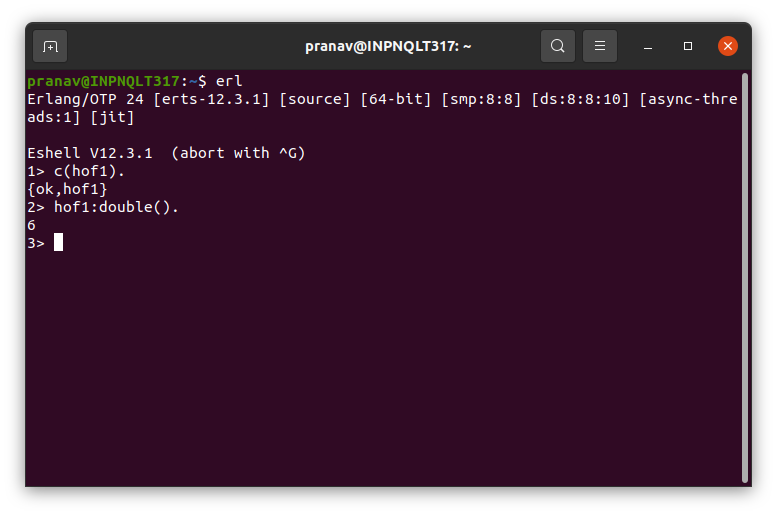 pranav@INPNQLT317: ~
pranav@INPNQLT317:~$ erl
Erlang/OTP 24 [erts-12.3.1] [source] [64-bit] [smp:8:8] [ds:8:8:10] [async-thre
ads:1] [jit]
Eshell V12.3.1  (abort with ^G)
1> c(hof1).
{ok,hof1}
2> hof1:double().
6
3>